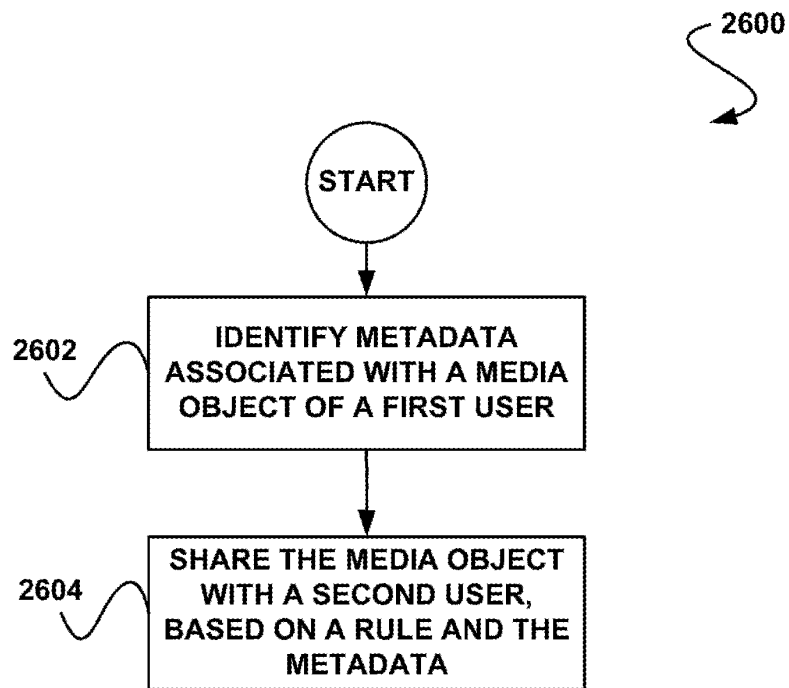 2600
START
2602
IDENTIFY METADATA
ASSOCIATED WITH A MEDIA
OBJECT OF A FIRST USER
2604
SHARE THE MEDIA OBJECT
WITH A SECOND USER,
BASED ON A RULE AND THE
METADATA